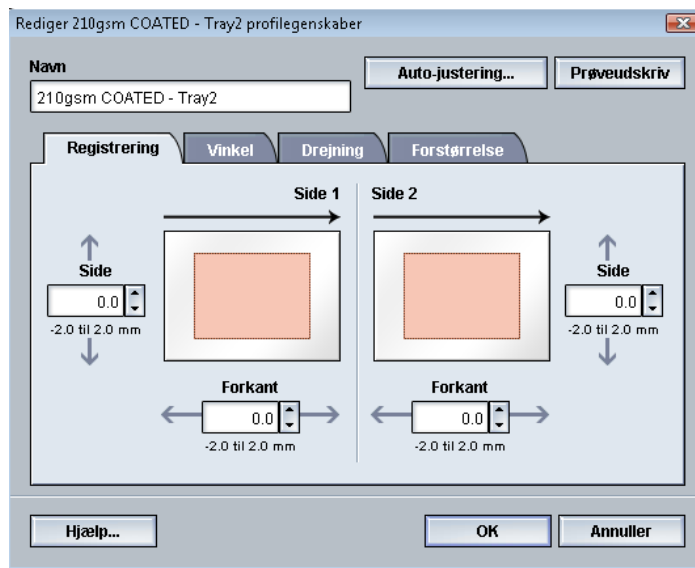 Rediger 210gsm COATED - Tray2 profilegenskaber
Navn
210gsm COATED - Tray2
Auto-justering...
Prøveudskriv
Registrering
Vinkel
Drejning
Forstørrelse
Side 1
Side 2
Side
0.0
-2.0 til 2.0 mm
Side
0.0
-2.0 til 2.0 mm
Forkant
0.0
-2.0 til 2.0 mm
Forkant
0.0
-2.0 til 2.0 mm
Hjælp...
OK
Annuller